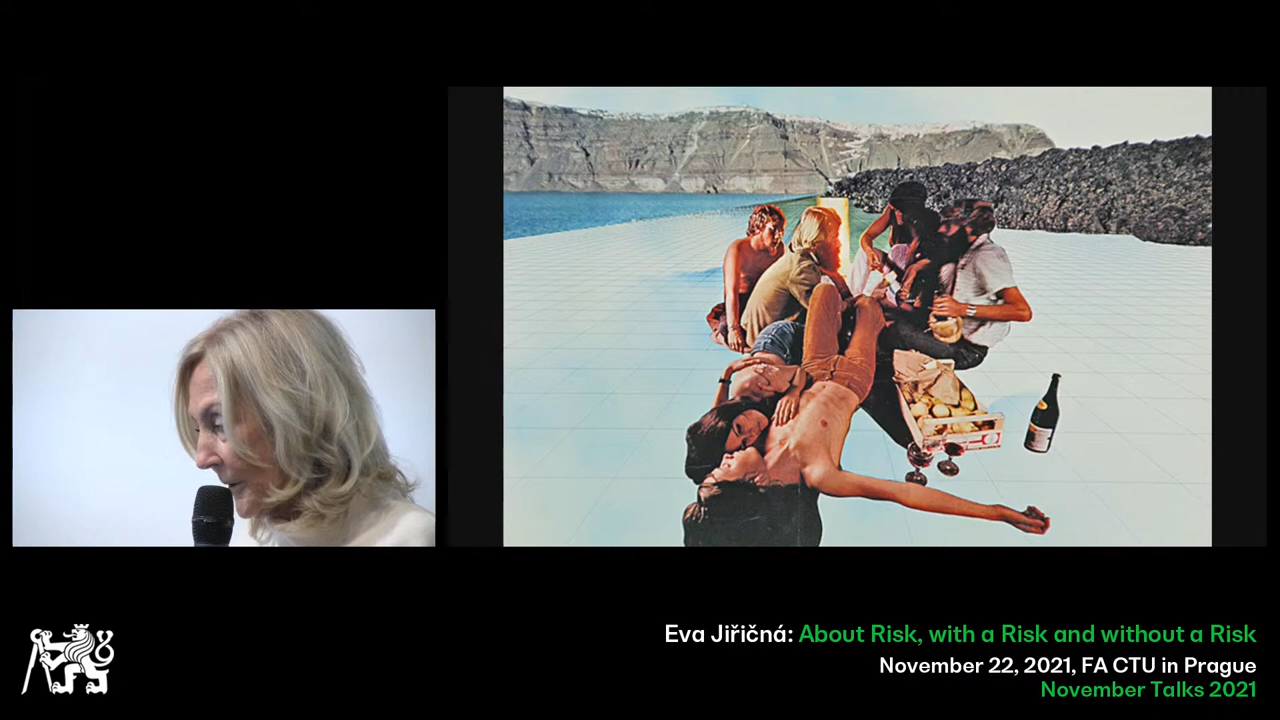 Eva Jiřičná: About Risk, with a Risk and without a Risk
November 22, 2021, FA CTU in Prague
November Talks 2021